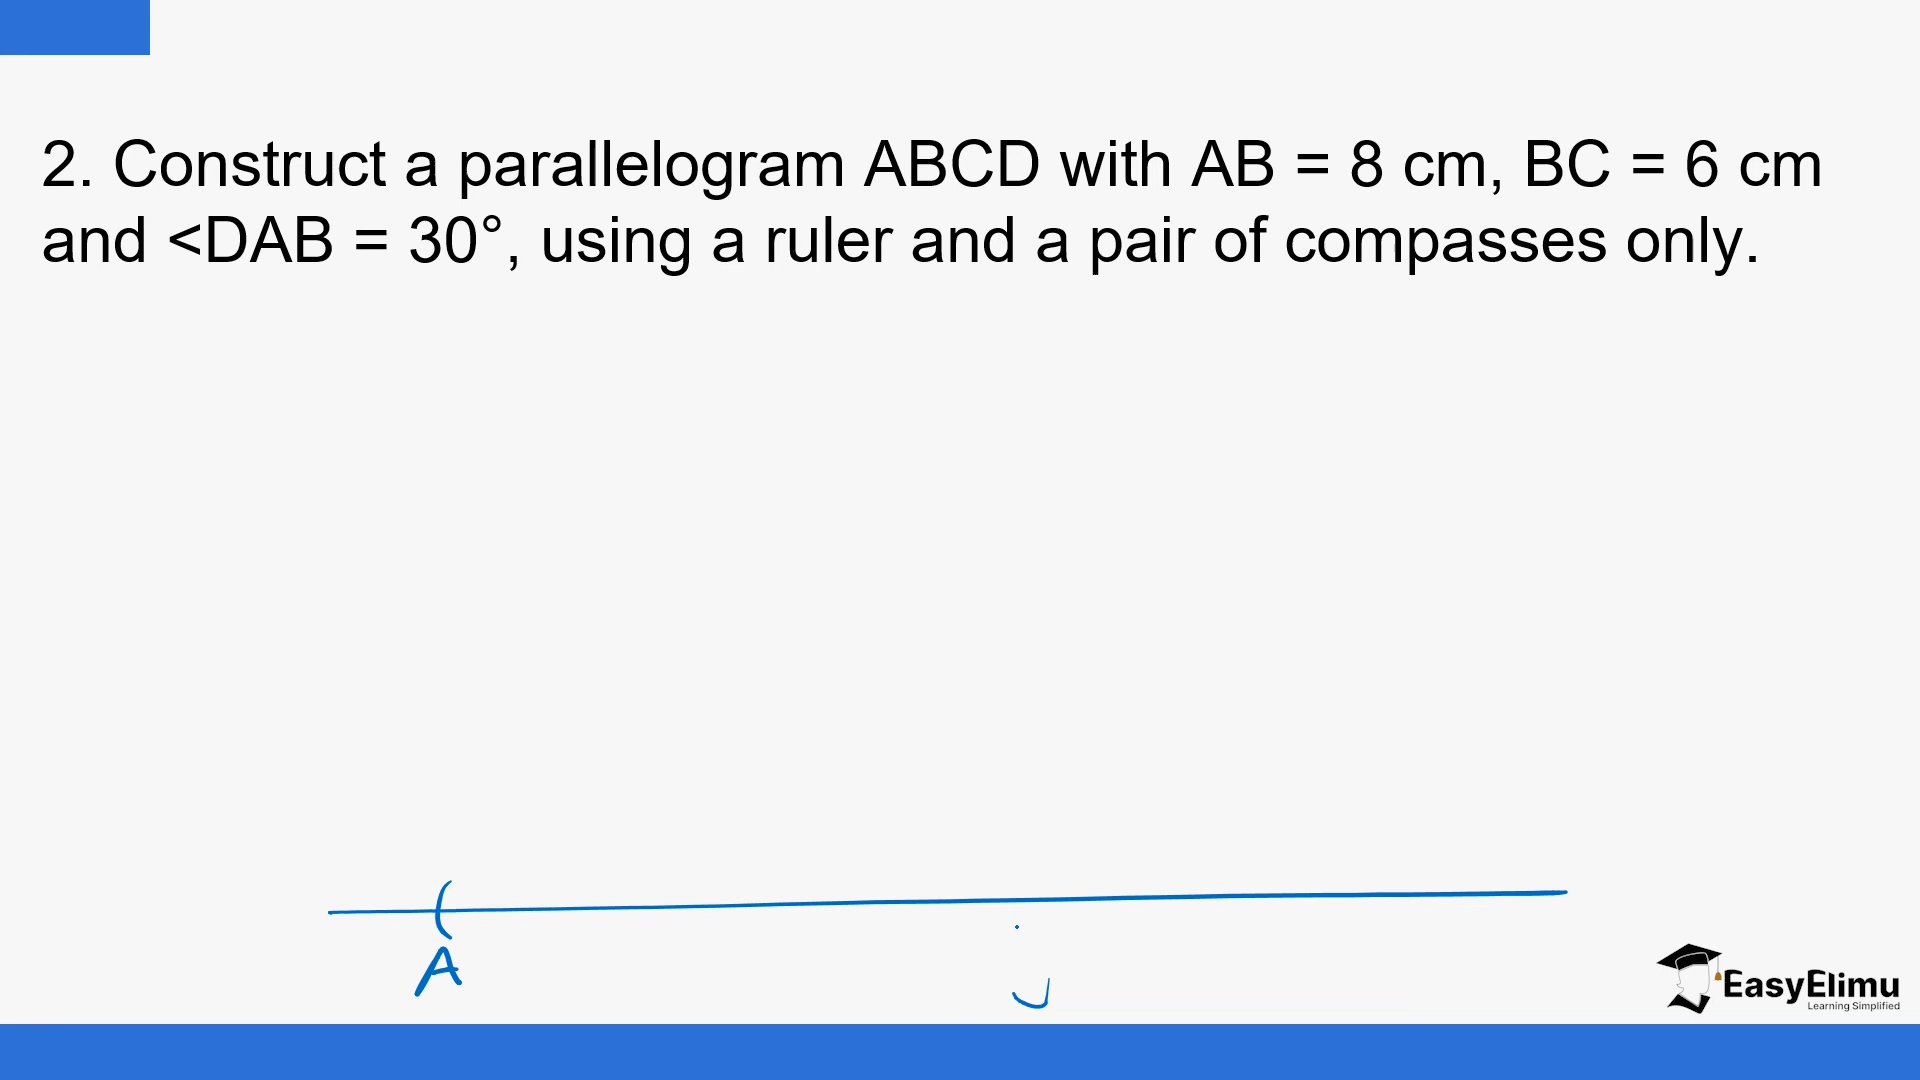 2. Construct a parallelogram ABCD with AB = 8 cm, BC = 6 cm
and <DAB = 30°, using a ruler and a pair of compasses only.
A
EasyElimu
Learning Simplified